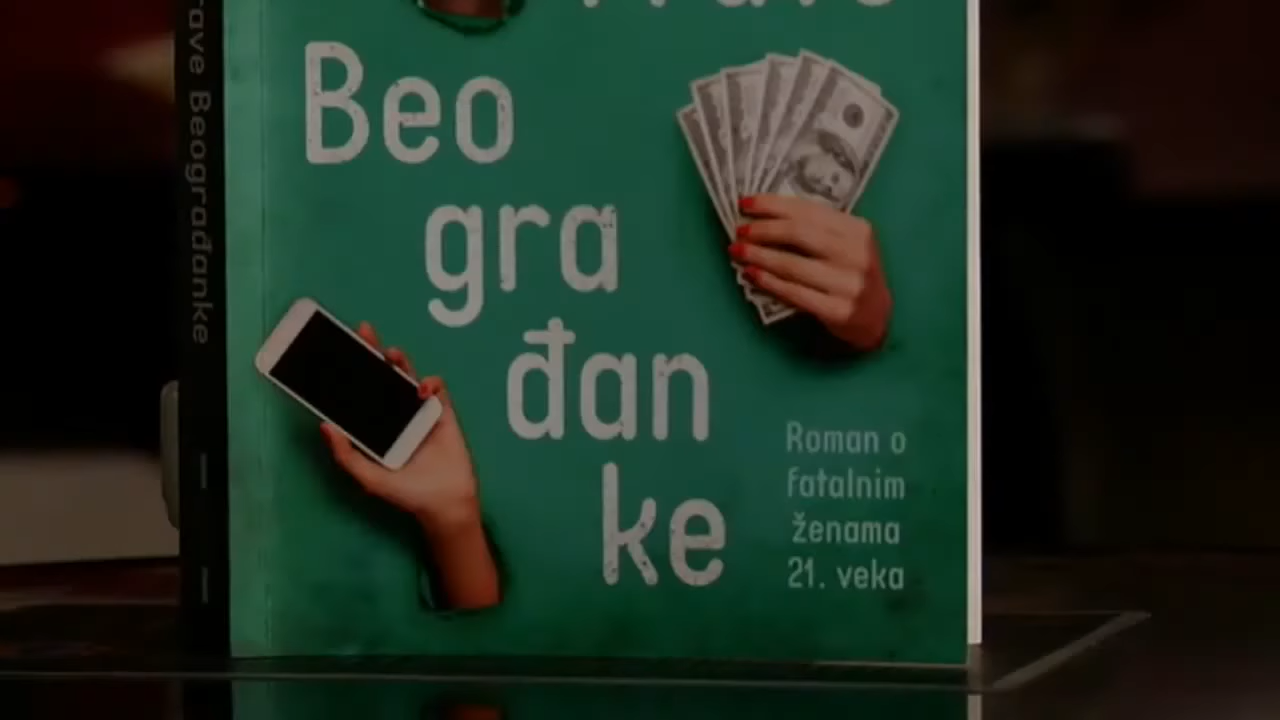 Beo
gra
đan
ke
Roman o
fatalnim
ženama
21. veka
Beograđanke